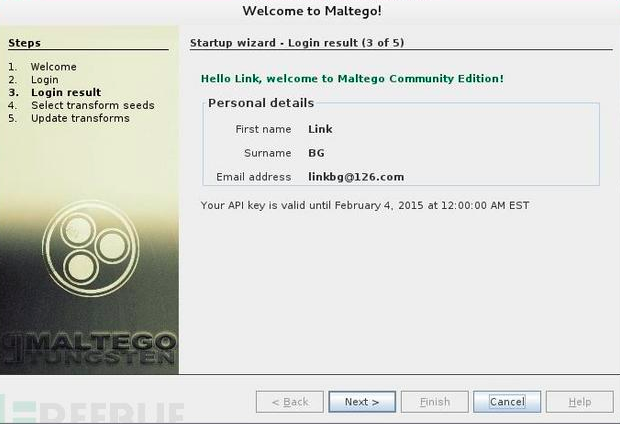 Welcome to Maltego!
Steps
1. Welcome
2. Login
3. Login result
4. Select transform seeds
5. Update transforms
Startup wizard - Login result (3 of 5)
Hello Link, welcome to Maltego Community Edition!
Personal details
First name Link
Surname BG
Email address linkbg@126.com
Your API key is valid until February 4, 2015 at 12:00:00 AM EST
MALTEGO
TUNGSTEN
< Back Next > Finish Cancel Help
FREEBUF